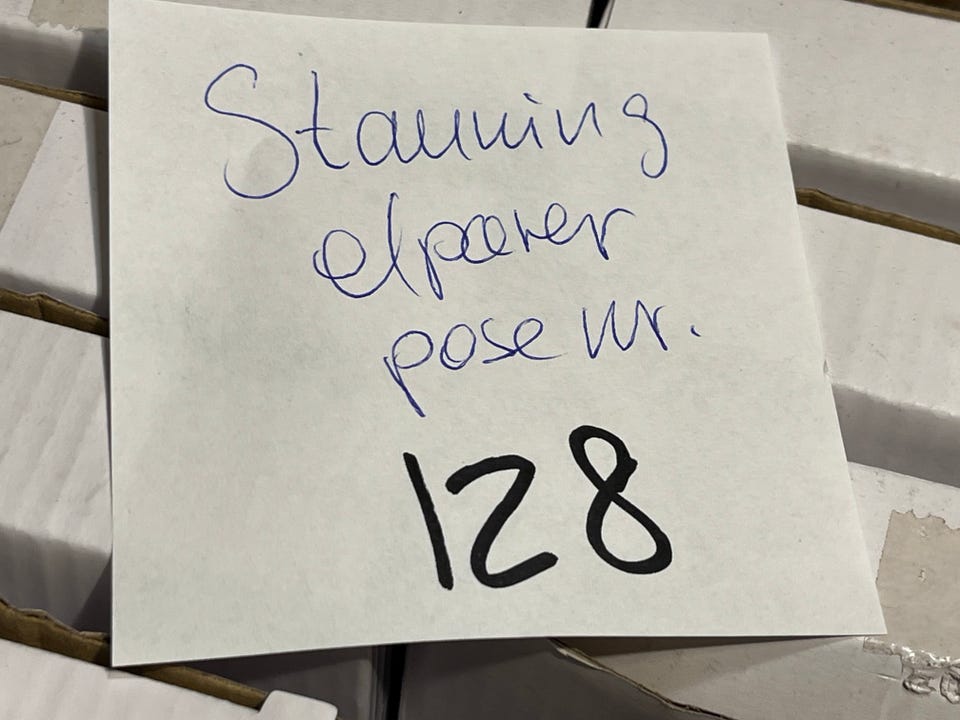 Stauning
elpærer
pose nr.
128